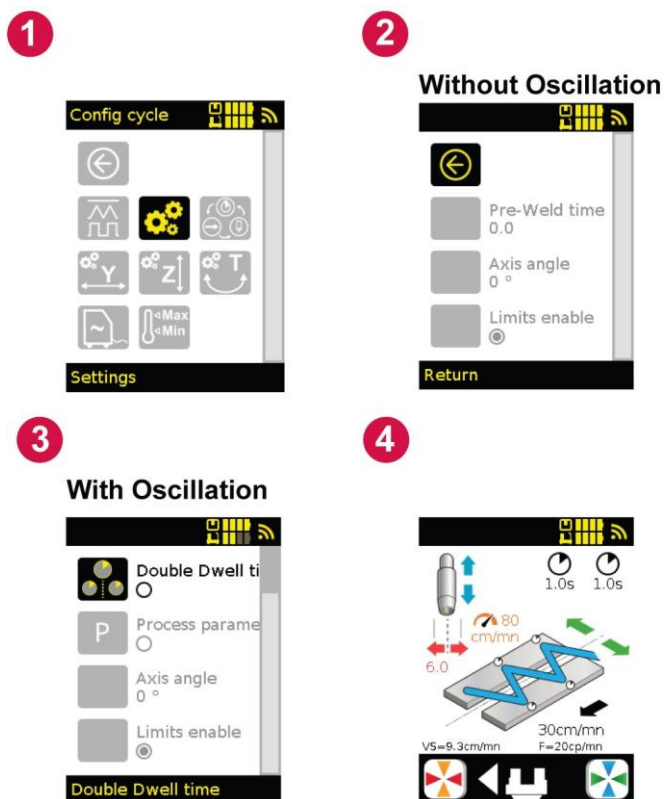 1
2
Without Oscillation
Config cycle
Y
Z
T
~
Max
Min
Settings
Pre-Weld time
0.0
Axis angle
0 °
Limits enable
Return
3
With Oscillation
Double Dwell ti
P
Process parame
Axis angle
0 °
Limits enable
Double Dwell time
4
1.0s 1.0s
80
cm/mn
6.0
30cm/mn
VS=9.3cm/mn F=20cp/mn